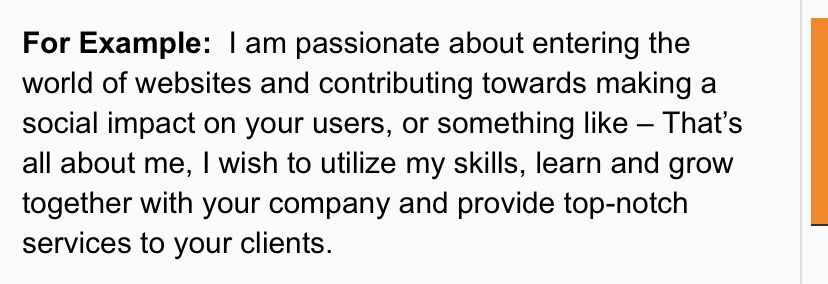 For Example:  I am passionate about entering the
world of websites and contributing towards making a
social impact on your users, or something like – That’s
all about me, I wish to utilize my skills, learn and grow
together with your company and provide top-notch
services to your clients.